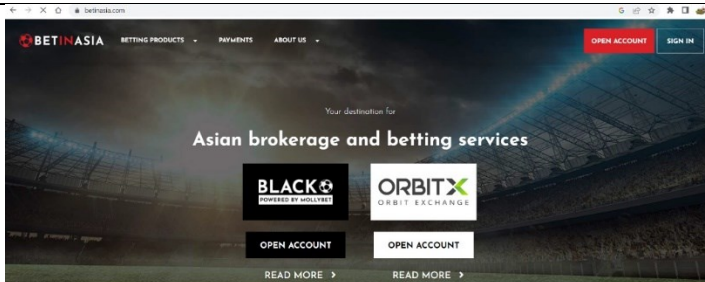 betinasia.com
BETINASIA BETTING PRODUCTS PAYMENTS ABOUT US OPEN ACCOUNT SIGN IN
Your destination for
Asian brokerage and betting services
BLACK ORBITX
POWERED BY MOLLYBET ORBIT EXCHANGE
OPEN ACCOUNT OPEN ACCOUNT
READ MORE > READ MORE >